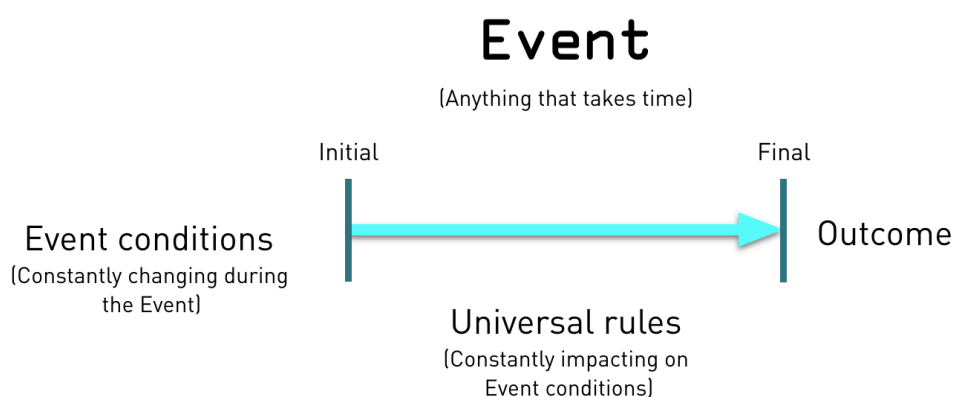 Event
(Anything that takes time)
Initial
Final
Event conditions
(Constantly changing during
the Event)
Outcome
Universal rules
(Constantly impacting on
Event conditions)